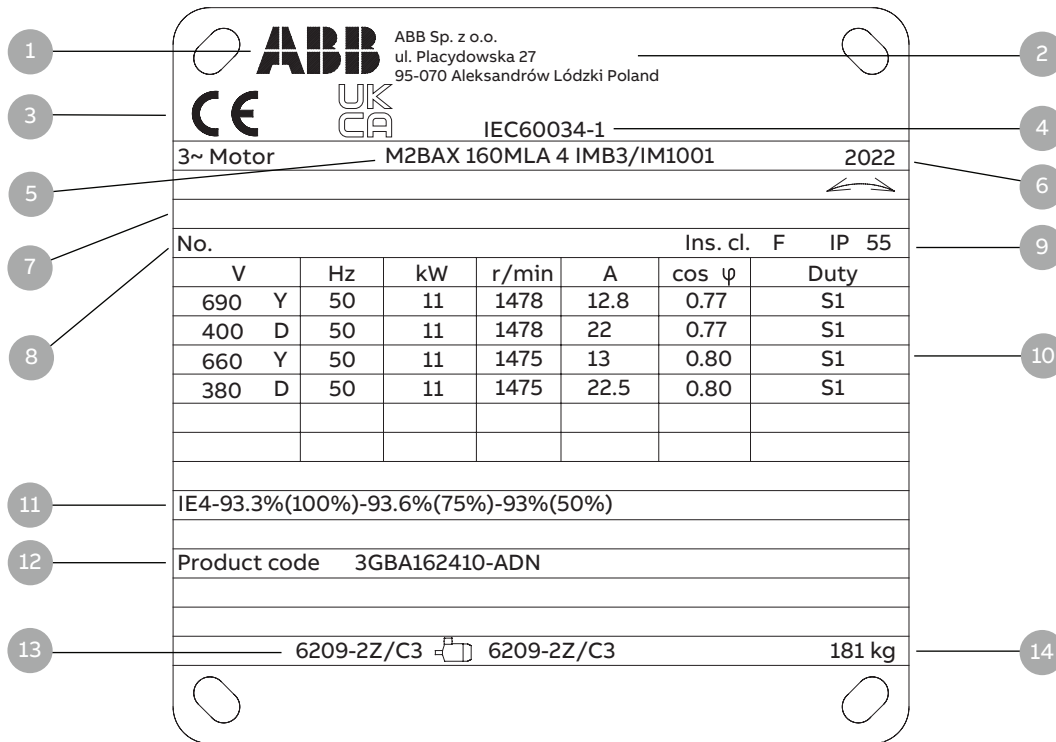 1
ABB
ABB Sp. z o.o.
ul. Placydowska 27
95-070 Aleksandrów Lódzki Poland
2
3
CE
UK
CA
IEC60034-1
4
3~ Motor M2BAX 160MLA 4 IMB3/IM1001 2022
5
6
7
No. Ins. cl. F IP 55
8
9
V Hz kW r/min A cos φ Duty
690 Y 50 11 1478 12.8 0.77 S1
400 D 50 11 1478 22 0.77 S1
660 Y 50 11 1475 13 0.80 S1
10
380 D 50 11 1475 22.5 0.80 S1
11
IE4-93.3%(100%)-93.6%(75%)-93%(50%)
12
Product code 3GBA162410-ADN
13
6209-2Z/C3 6209-2Z/C3 181 kg
14